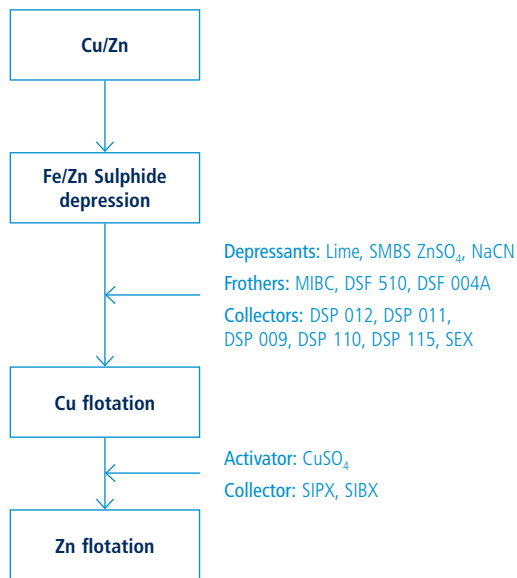 Cu/Zn
Fe/Zn Sulphide
depression
Depressants: Lime, SMBS ZnSO₄, NaCN
Frothers: MIBC, DSF 510, DSF 004A
Collectors: DSP 012, DSP 011,
DSP 009, DSP 110, DSP 115, SEX
Cu flotation
Activator: CuSO₄
Collector: SIPX, SIBX
Zn flotation